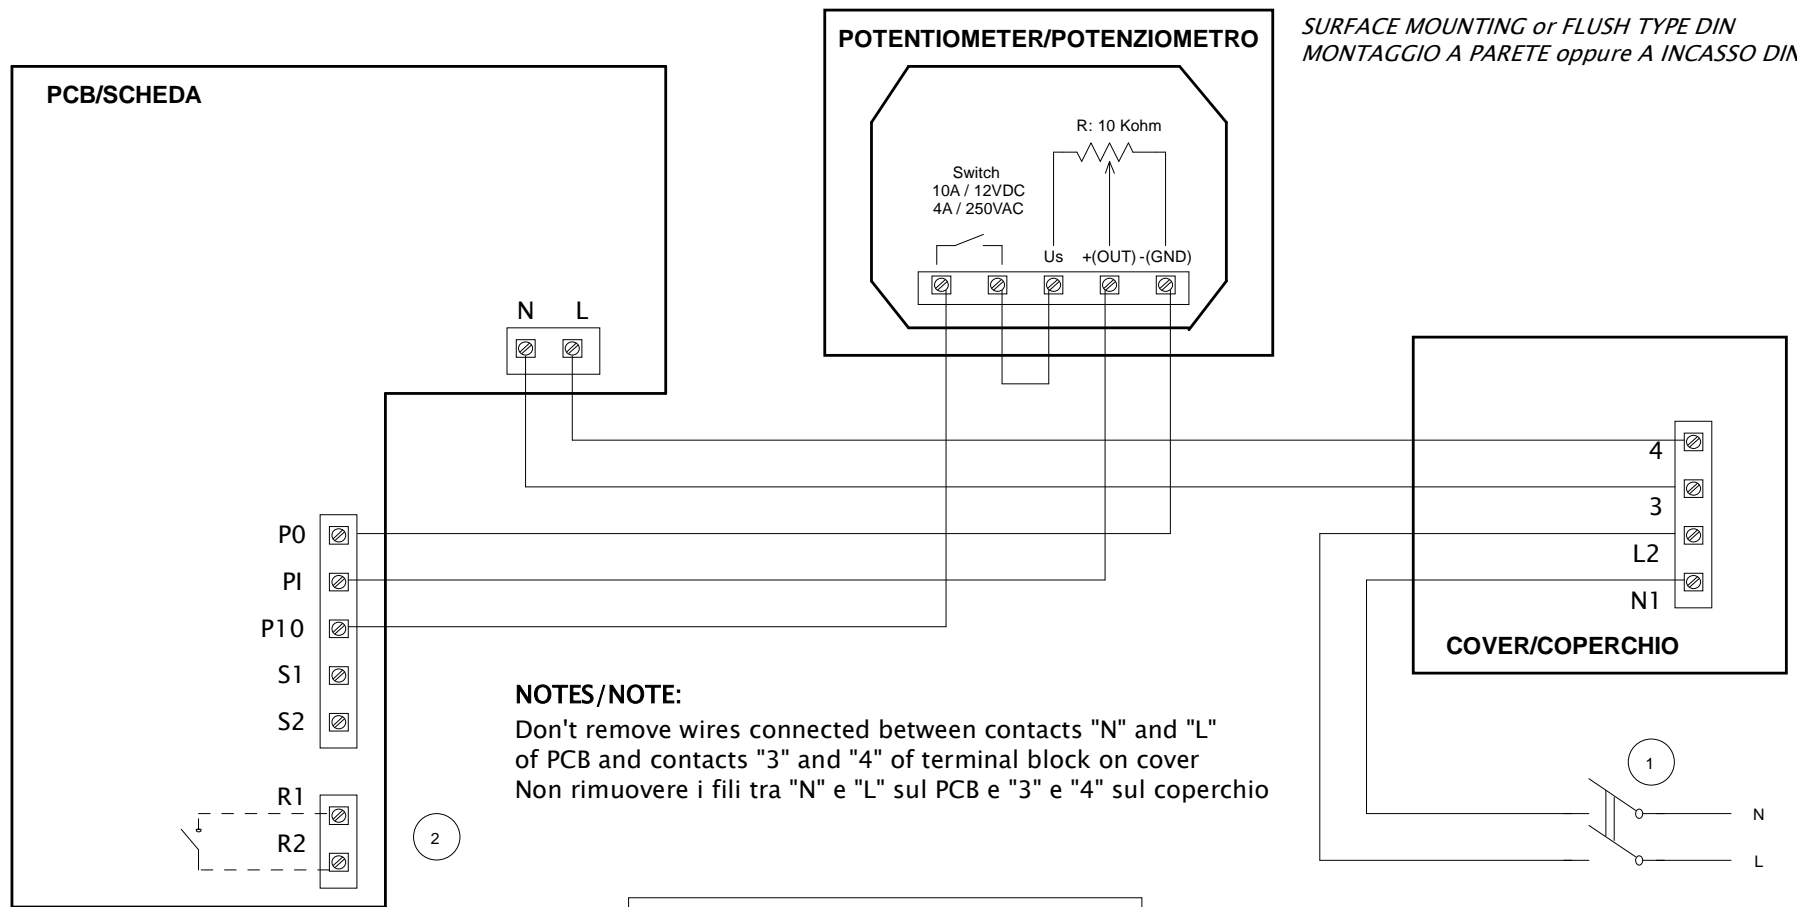 SURFACE MOUNTING or FLUSH TYPE DIN
MONTAGGIO A PARETE oppure A INCASSO DIN
POTENTIOMETER/POTENZIOMETRO
PCB/SCHEDA
R: 10 Kohm
Switch
10A / 12VDC
4A / 250VAC
Us +(OUT) -(GND)
N L
4
3
L2
N1
COVER/COPERCHIO
P0
PI
P10
S1
S2
R1
R2
2
NOTES/NOTE:
Don't remove wires connected between contacts "N" and "L"
of PCB and contacts "3" and "4" of terminal block on cover
Non rimuovere i fili tra "N" e "L" sul PCB e "3" e "4" sul coperchio
1
N
L